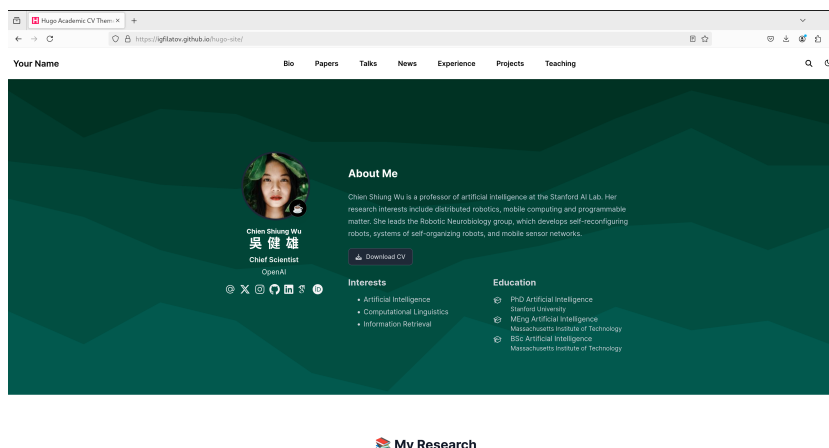 Hugo Academic CV Them
https://igfilatov.github.io/hugo-site/
Your Name
Bio Papers Talks News Experience Projects Teaching
About Me
Chien Shiung Wu is a professor of artificial intelligence at the Stanford AI Lab. Her
research interests include distributed robotics, mobile computing and programmable
matter. She leads the Robotic Neurobiology group, which develops self-reconfiguring
robots, systems of self-organizing robots, and mobile sensor networks.
Download CV
Chien Shiung Wu
吳健雄
Chief Scientist
OpenAI
Interests
Artificial Intelligence
Computational Linguistics
Information Retrieval
Education
PhD Artificial Intelligence
Stanford University
MEng Artificial Intelligence
Massachusetts Institute of Technology
BSc Artificial Intelligence
Massachusetts Institute of Technology
📚 My Research